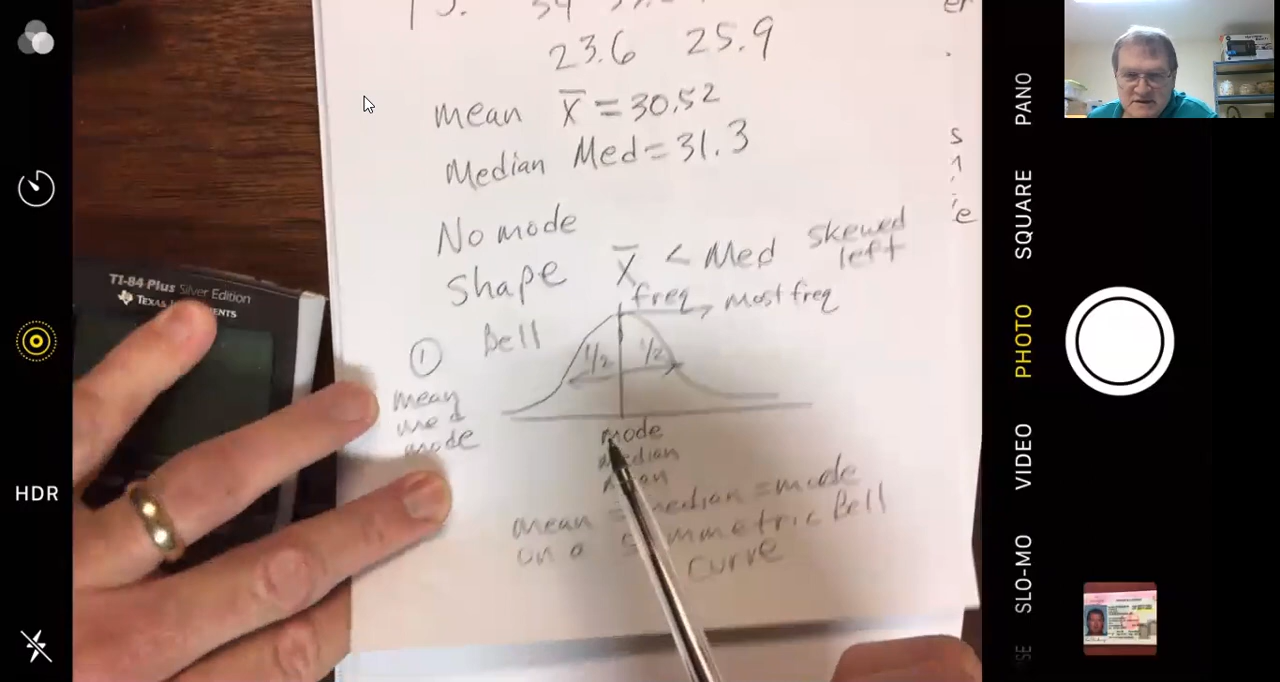 23.6 25.9
mean x̄ = 30.52
Median Med = 31.3
No mode
shape x̄ < Med skewed left
freq, most freq
① Bell
1/2 1/2
mean
med
mode
mode
median
mean = median = mode
on a symmetric Bell
curve
TI-84 Plus Silver Edition
TEXAS
HDR
PANO
SQUARE
PHOTO
VIDEO
SLO-MO